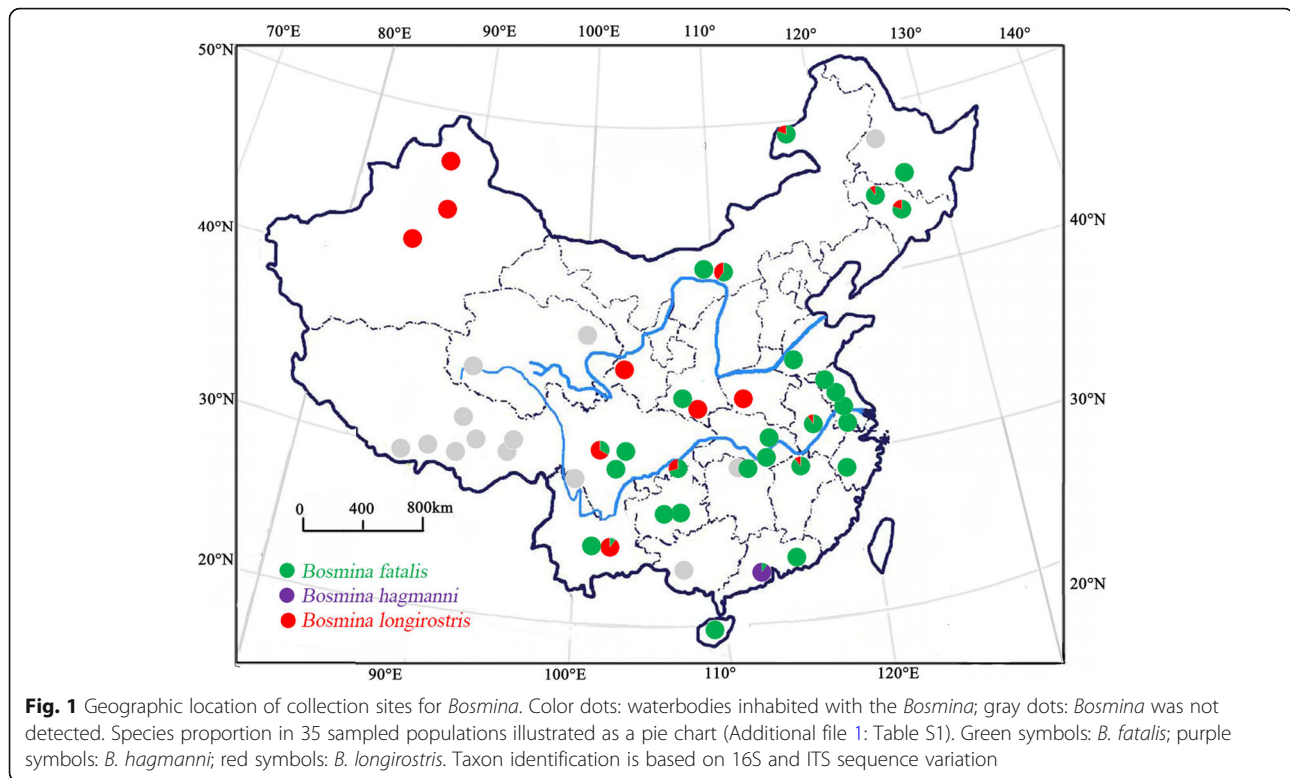 70°E 80°E 90°E 100°E 110° 120° 130° 140°
50°N
40°N 40°N
30°N 30°N
0 400 800km
20°N 20°N
Bosmina fatalis
Bosmina hagmanni
Bosmina longirostris
90°E 100°E 110° 120°E
Fig. 1 Geographic location of collection sites for Bosmina. Color dots: waterbodies inhabited with the Bosmina; gray dots: Bosmina was not
detected. Species proportion in 35 sampled populations illustrated as a pie chart (Additional file 1: Table S1). Green symbols: B. fatalis; purple
symbols: B. hagmanni; red symbols: B. longirostris. Taxon identification is based on 16S and ITS sequence variation